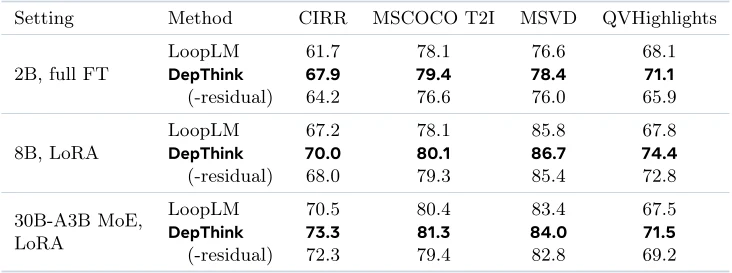 Setting Method CIRR MSCOCO T2I MSVD QVHighlights
2B, full FT
LoopLM 61.7 78.1 76.6 68.1
DepThink 67.9 79.4 78.4 71.1
(-residual) 64.2 76.6 76.0 65.9
8B, LoRA
LoopLM 67.2 78.1 85.8 67.8
DepThink 70.0 80.1 86.7 74.4
(-residual) 68.0 79.3 85.4 72.8
30B-A3B MoE,
LoRA
LoopLM 70.5 80.4 83.4 67.5
DepThink 73.3 81.3 84.0 71.5
(-residual) 72.3 79.4 82.8 69.2